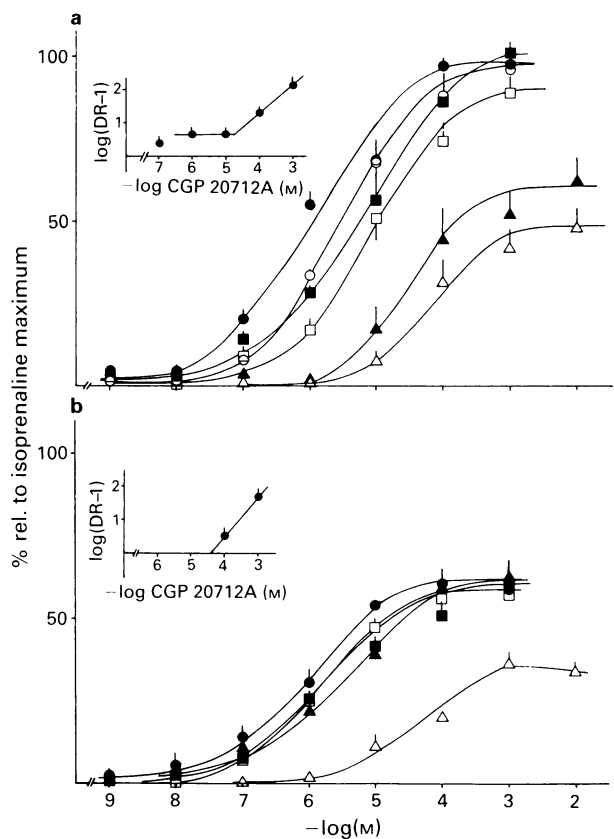 a
100
50
% rel. to isoprenaline maximum
log(DR–1)
2
1
7 6 5 4 3
−log CGP 20712A (M)
b
100
50
log(DR–1)
2
1
6 5 4 3
−log CGP 20712A (M)
9 8 7 6 5 4 3 2
−log(M)